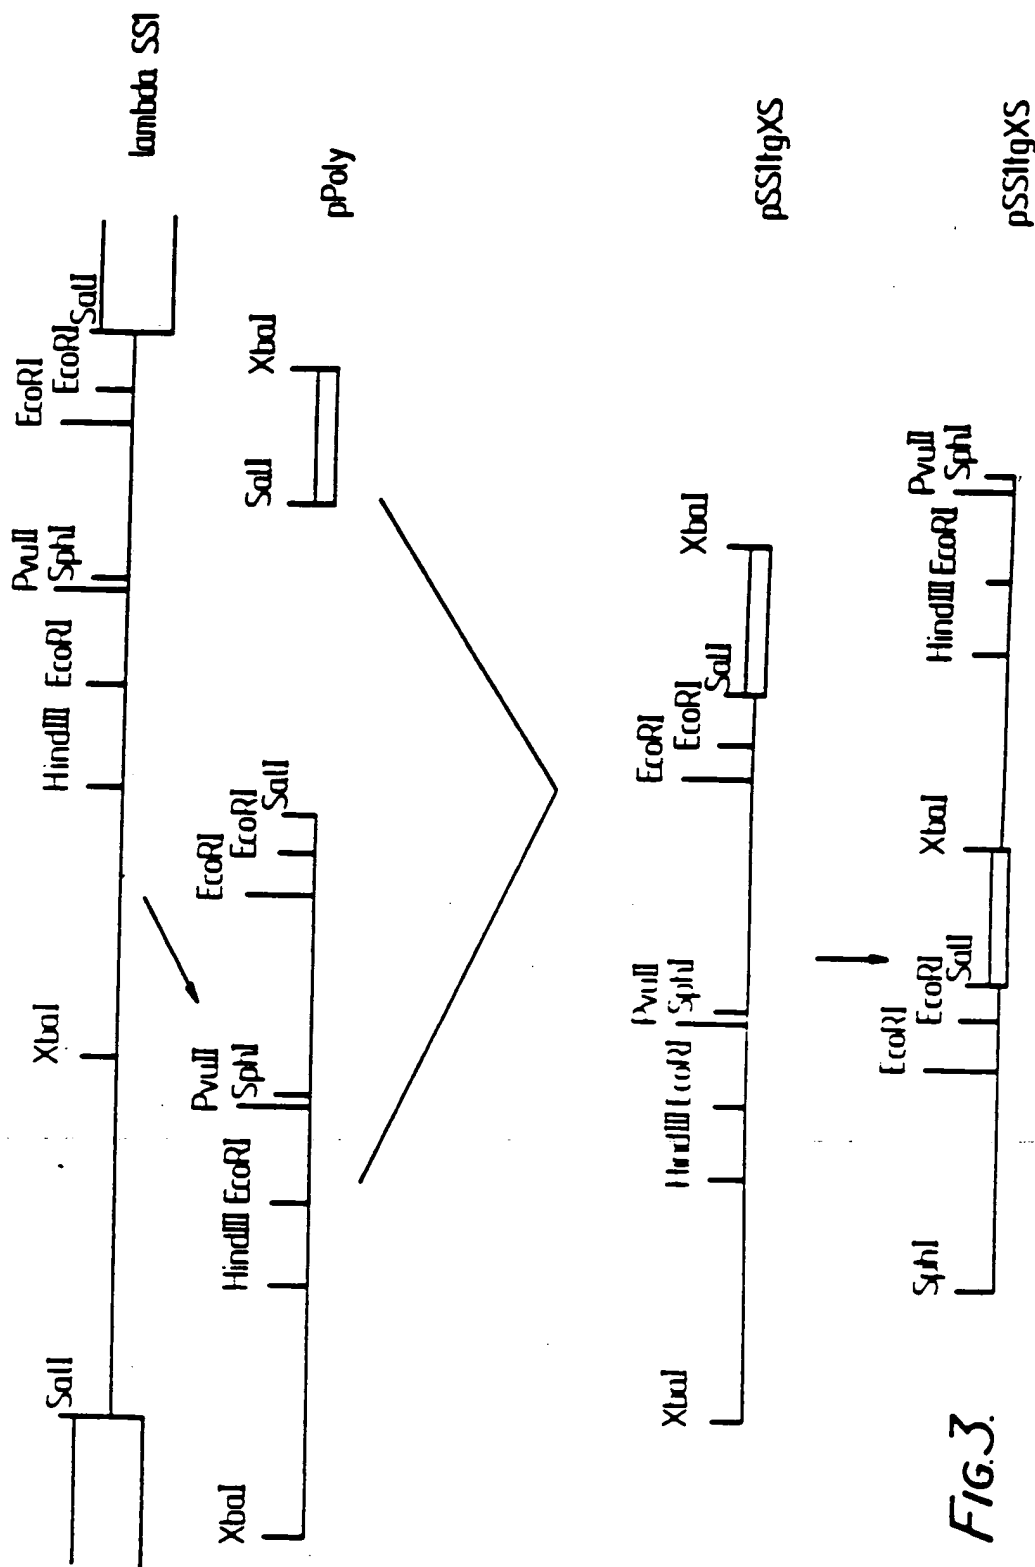 SalI XbaI HindIII EcoRI PvuII SphI EcoRI EcoRI SalI lambda SS1
XbaI HindIII EcoRI PvuII SphI EcoRI EcoRI SalI SalI XbaI pPoly
XbaI HindIII EcoRI PvuII SphI EcoRI EcoRI SalI XbaI pSS1tgXS
SphI EcoRI EcoRI SalI XbaI HindIII EcoRI PvuII SphI pSS1tgXS
FIG.3.